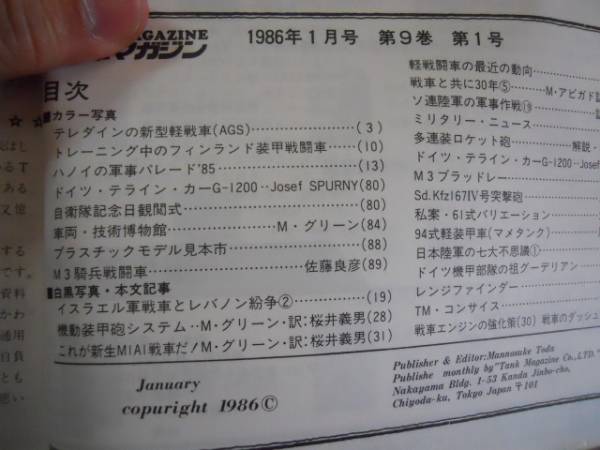 MAGAZINE
マガジン
1986年1月号 第9巻 第1号
目次
■カラー写真
テレダインの新型軽戦車(AGS)……………(3)
トレーニング中のフィンランド装甲戦闘車……(10)
ハノイの軍事パレード'85……………(13)
ドイツ・テライン・カーG-1200‥Josef SPURNY(80)
自衛隊記念日観閲式……………(80)
車両・技術博物館……………M・グリーン(84)
プラスチックモデル見本市……………(88)
M3騎兵戦闘車……………佐藤良彦(89)
■白黒写真・本文記事
イスラエル軍戦車とレバノン紛争②……………(19)
機動装甲砲システム‥M・グリーン・訳:桜井義男(28)
これが新生M1A1戦車だ!M・グリーン・訳:桜井義男(31)
January
copuright 1986©
軽戦闘車の最近の動向……………
戦車と共に30年⑤……M・アビガド
ソ連陸軍の軍事作戦⑲……………
ミリタリー・ニュース……………
多連装ロケット砲……………解説・
ドイツ・テライン・カーG-1200‥Josef
M3ブラッドレー……………
Sd.Kfz167Ⅳ号突撃砲……………
私案・61式バリエーション……………
94式軽装甲車(マメタンク)……………
日本陸軍の七大不思議①……………
ドイツ機甲部隊の祖グーデリアン……
レンジファインダー……………
TM・コンサイス……………
戦車エンジンの強化策(30) 戦車のダッシュ
Publisher & Editor:Mannosuke Toda
Publishe monthly by "Tank Magazine Co.,LTD."
Nakayama Bldg. 1-53 Kanda Jinbo-cho,
Chiyoda-ku, Tokyo Japan 〒101